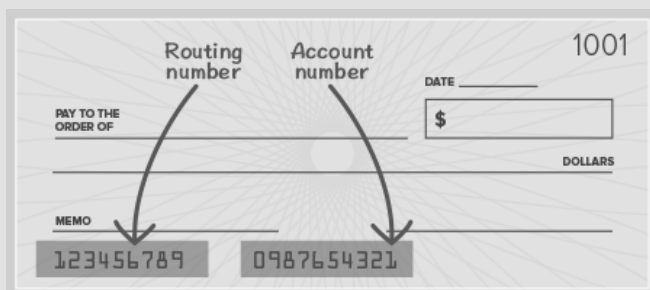 1001
Routing number
Account number
DATE
PAY TO THE
ORDER OF
$
DOLLARS
MEMO
123456789
0987654321